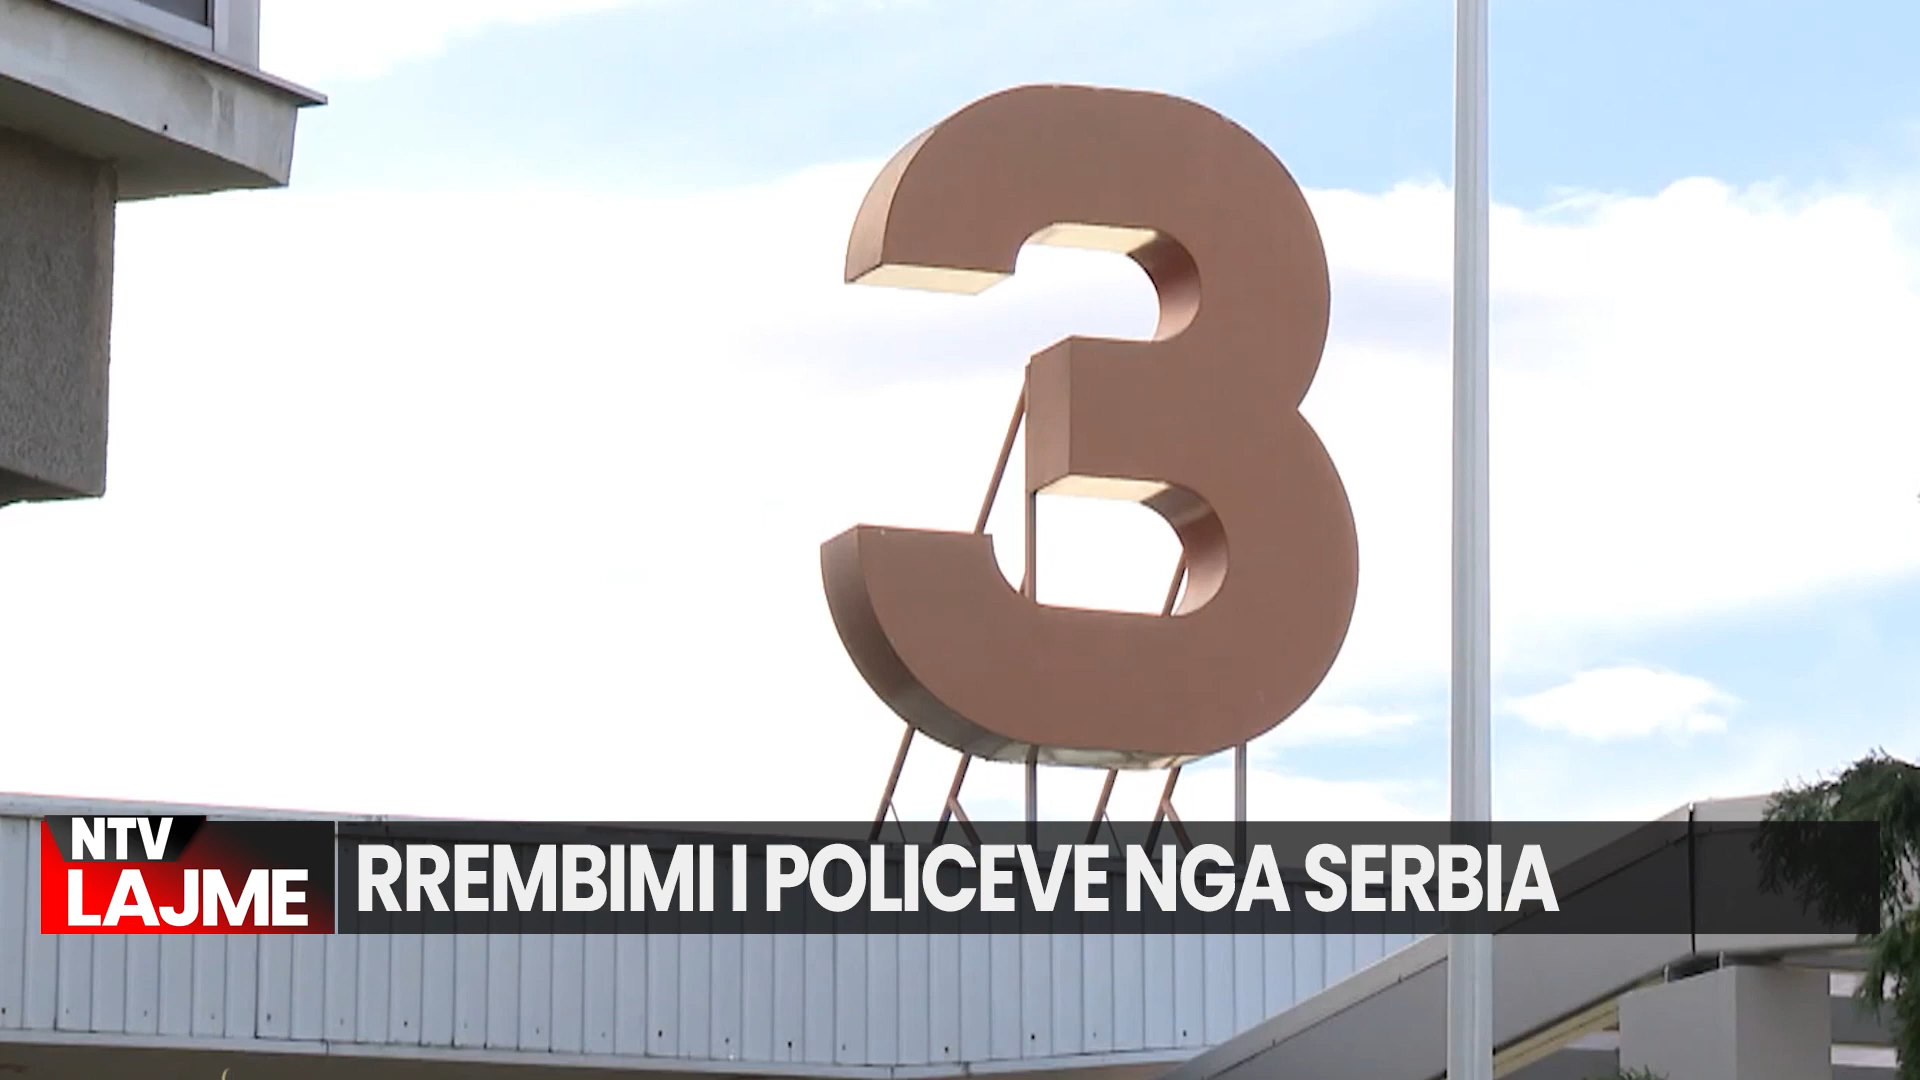 3
NTV
LAJME
RREMBIMI I POLICEVE NGA SERBIA